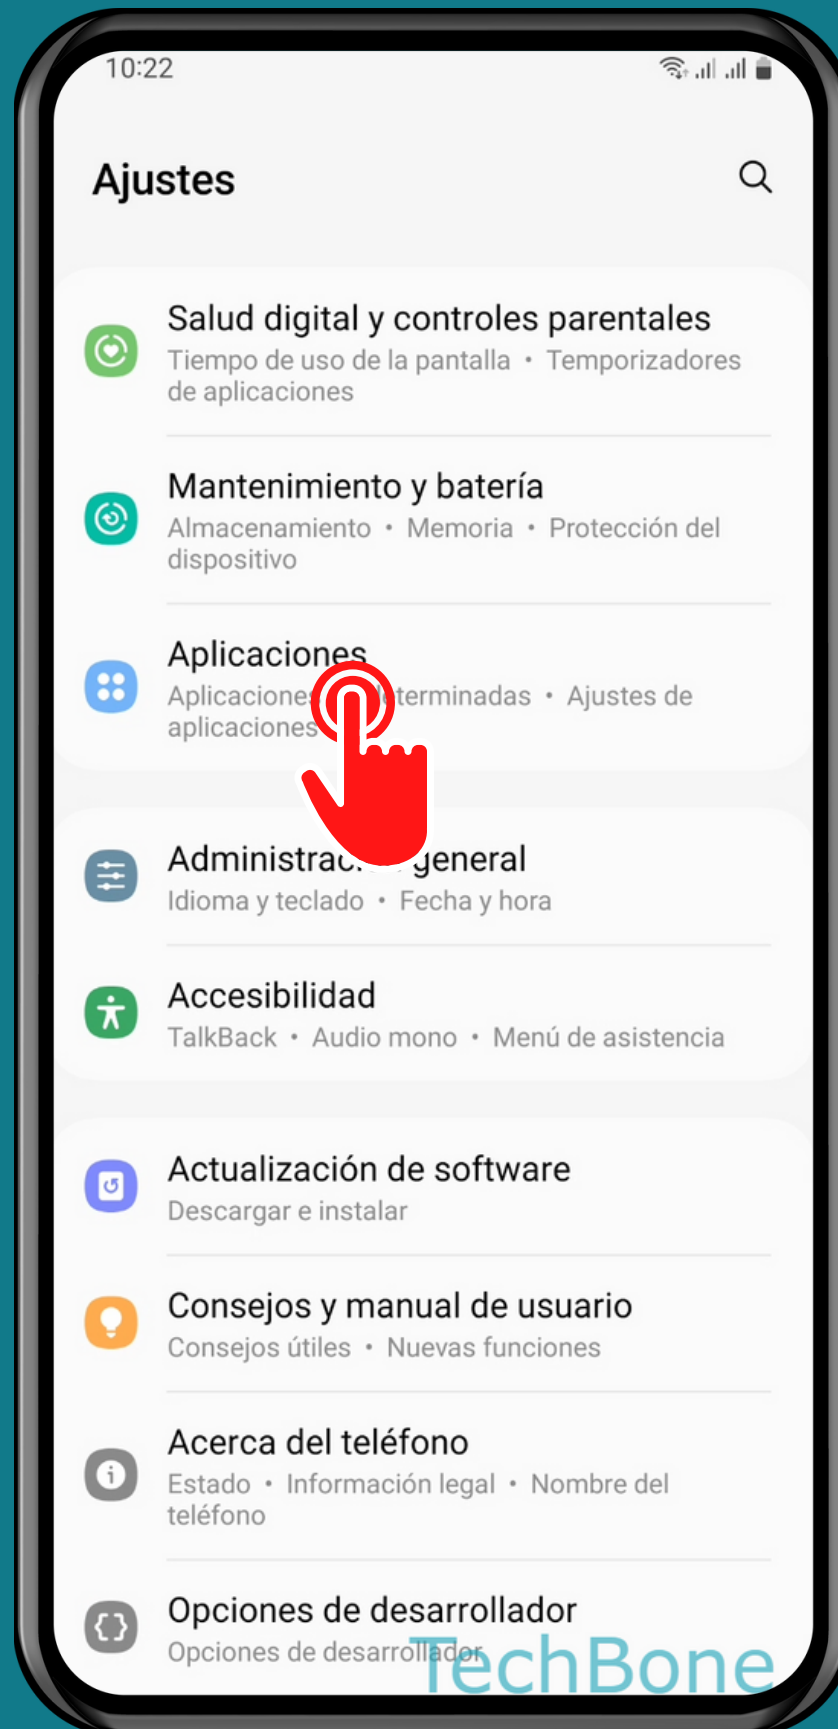 10:22
Ajustes
Salud digital y controles parentales
Tiempo de uso de la pantalla • Temporizadores
de aplicaciones
Mantenimiento y batería
Almacenamiento • Memoria • Protección del
dispositivo
Aplicaciones
Aplicaciones determinadas • Ajustes de
aplicaciones
Administración general
Idioma y teclado • Fecha y hora
Accesibilidad
TalkBack • Audio mono • Menú de asistencia
Actualización de software
Descargar e instalar
Consejos y manual de usuario
Consejos útiles • Nuevas funciones
Acerca del teléfono
Estado • Información legal • Nombre del
teléfono
Opciones de desarrollador
Opciones de desarrollador
TechBone